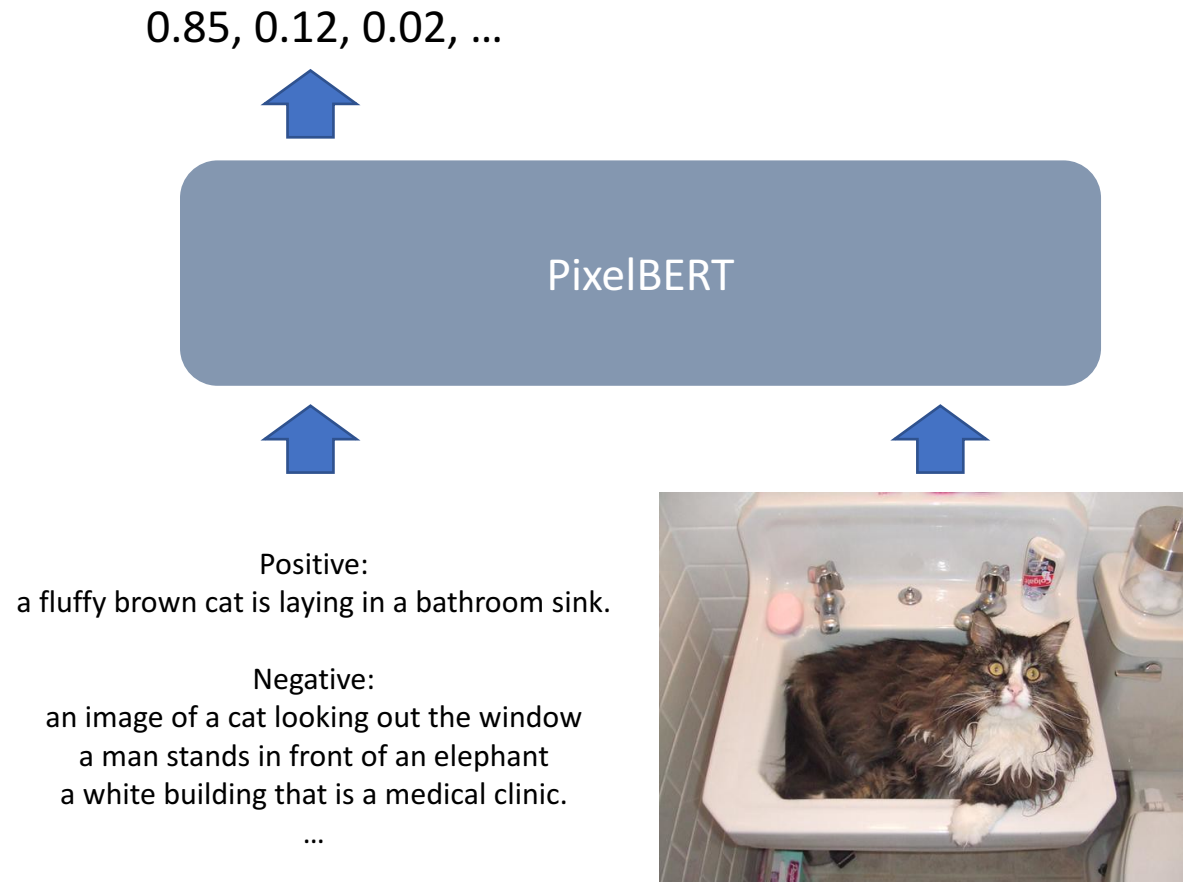 0.85, 0.12, 0.02, …
PixelBERT
Positive:
a fluffy brown cat is laying in a bathroom sink.
Negative:
an image of a cat looking out the window
a man stands in front of an elephant
a white building that is a medical clinic.
…
Colgate